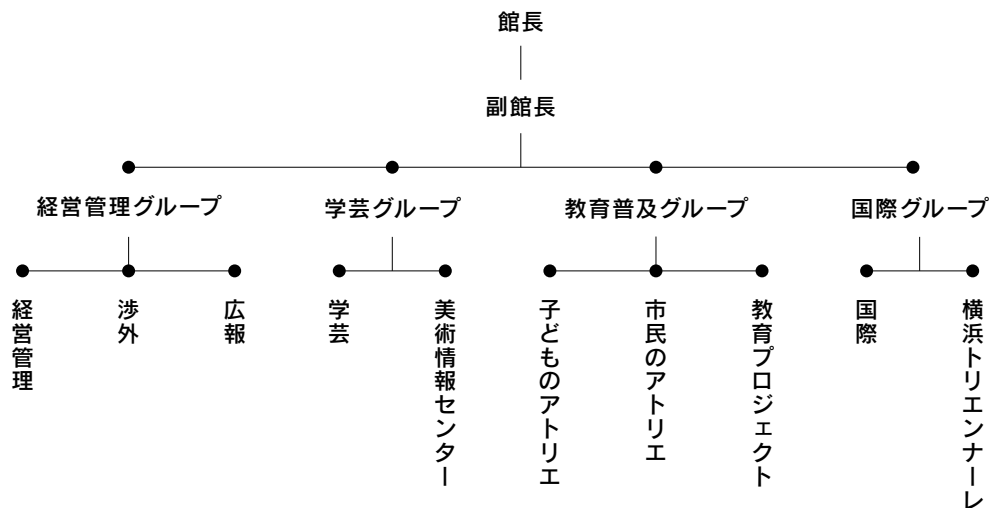 館長
副館長
経営管理グループ
学芸グループ
教育普及グループ
国際グループ
経営管理
渉外
広報
学芸
美術情報センター
子どものアトリエ
市民のアトリエ
教育プロジェクト
国際
横浜トリエンナーレ